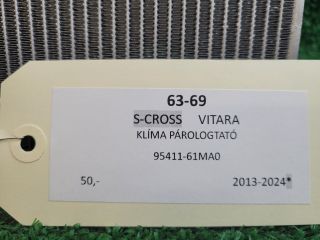 63-69
S-CROSS VITARA
KLÍMA PÁROLOGTATÓ
95411-61MA0
50,- 2013-2024*